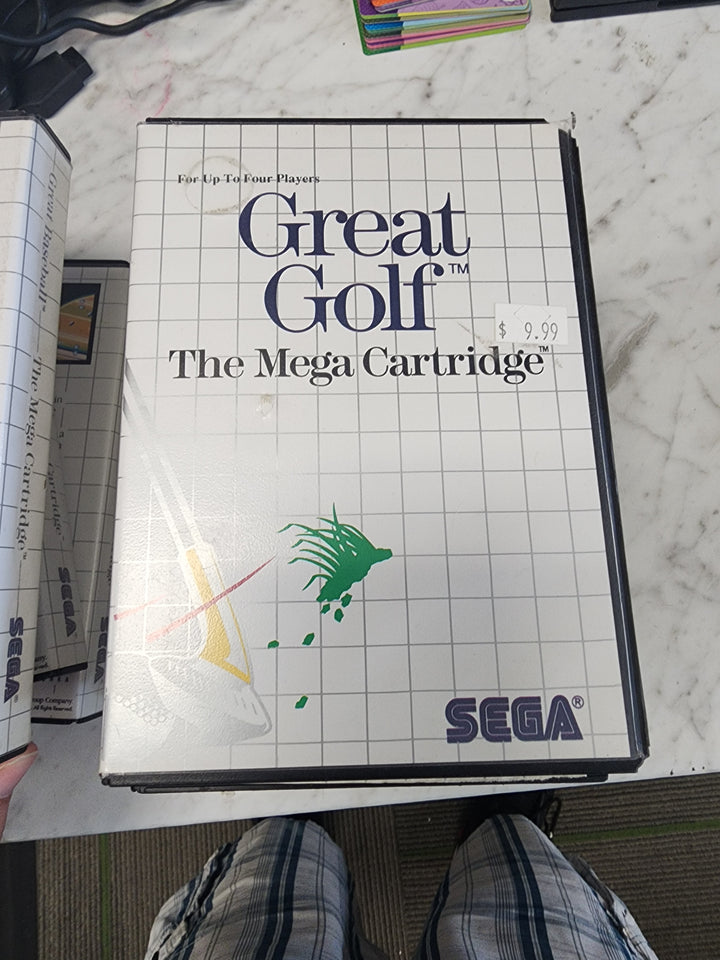 For Up To Four Players
Great
Golf™
$ 9.99
The Mega Cartridge™
SEGA®
Great Baseball™ The Mega Cartridge™
SEGA®
Cartridge™
SEGA